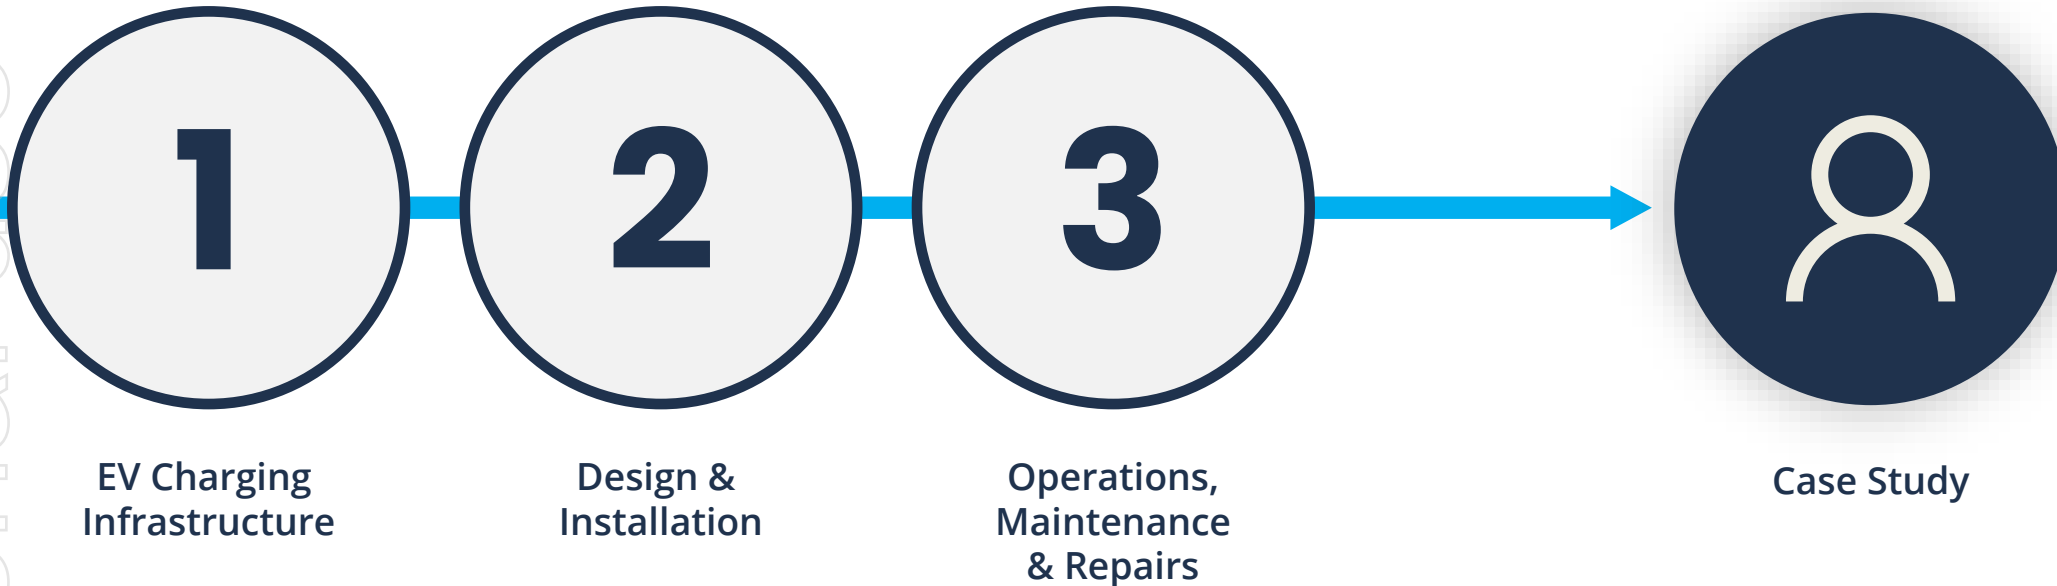 1
2
3
EV Charging
Infrastructure
Design &
Installation
Operations,
Maintenance
& Repairs
Case Study